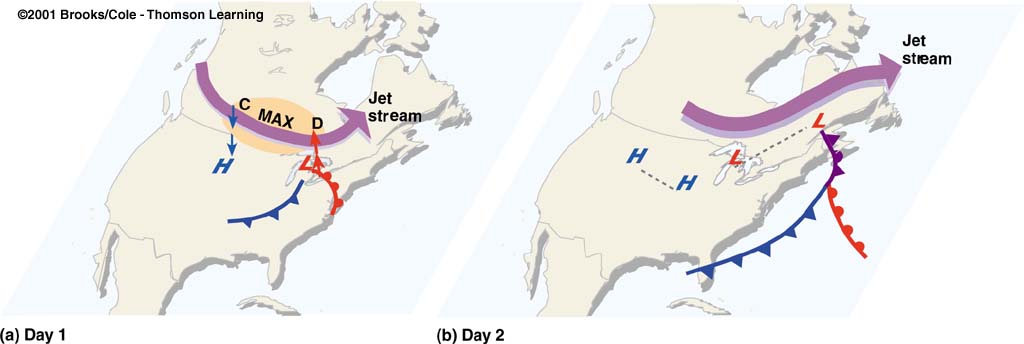 ©2001 Brooks/Cole - Thomson Learning
C
MAX
D
Jet
stream
H
L
(a) Day 1
Jet
stream
L
H
L
H
(b) Day 2